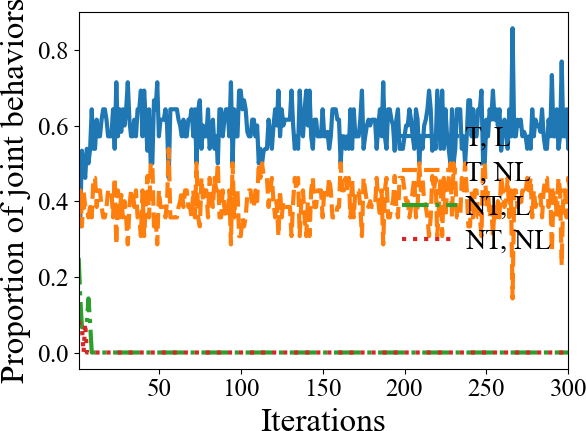 Proportion of joint behaviors
0.8
0.6
0.4
0.2
0.0
T, L
T, NL
NT, L
NT, NL
50
100
150
200
250
300
Iterations